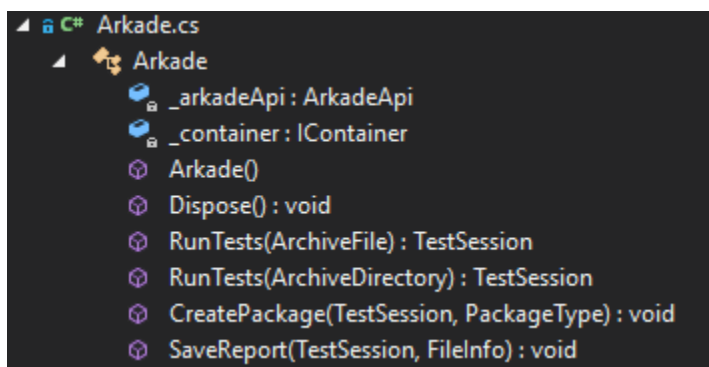 C# Arkade.cs
Arkade
_arkadeApi : ArkadeApi
_container : IContainer
Arkade()
Dispose() : void
RunTests(ArchiveFile) : TestSession
RunTests(ArchiveDirectory) : TestSession
CreatePackage(TestSession, PackageType) : void
SaveReport(TestSession, FileInfo) : void